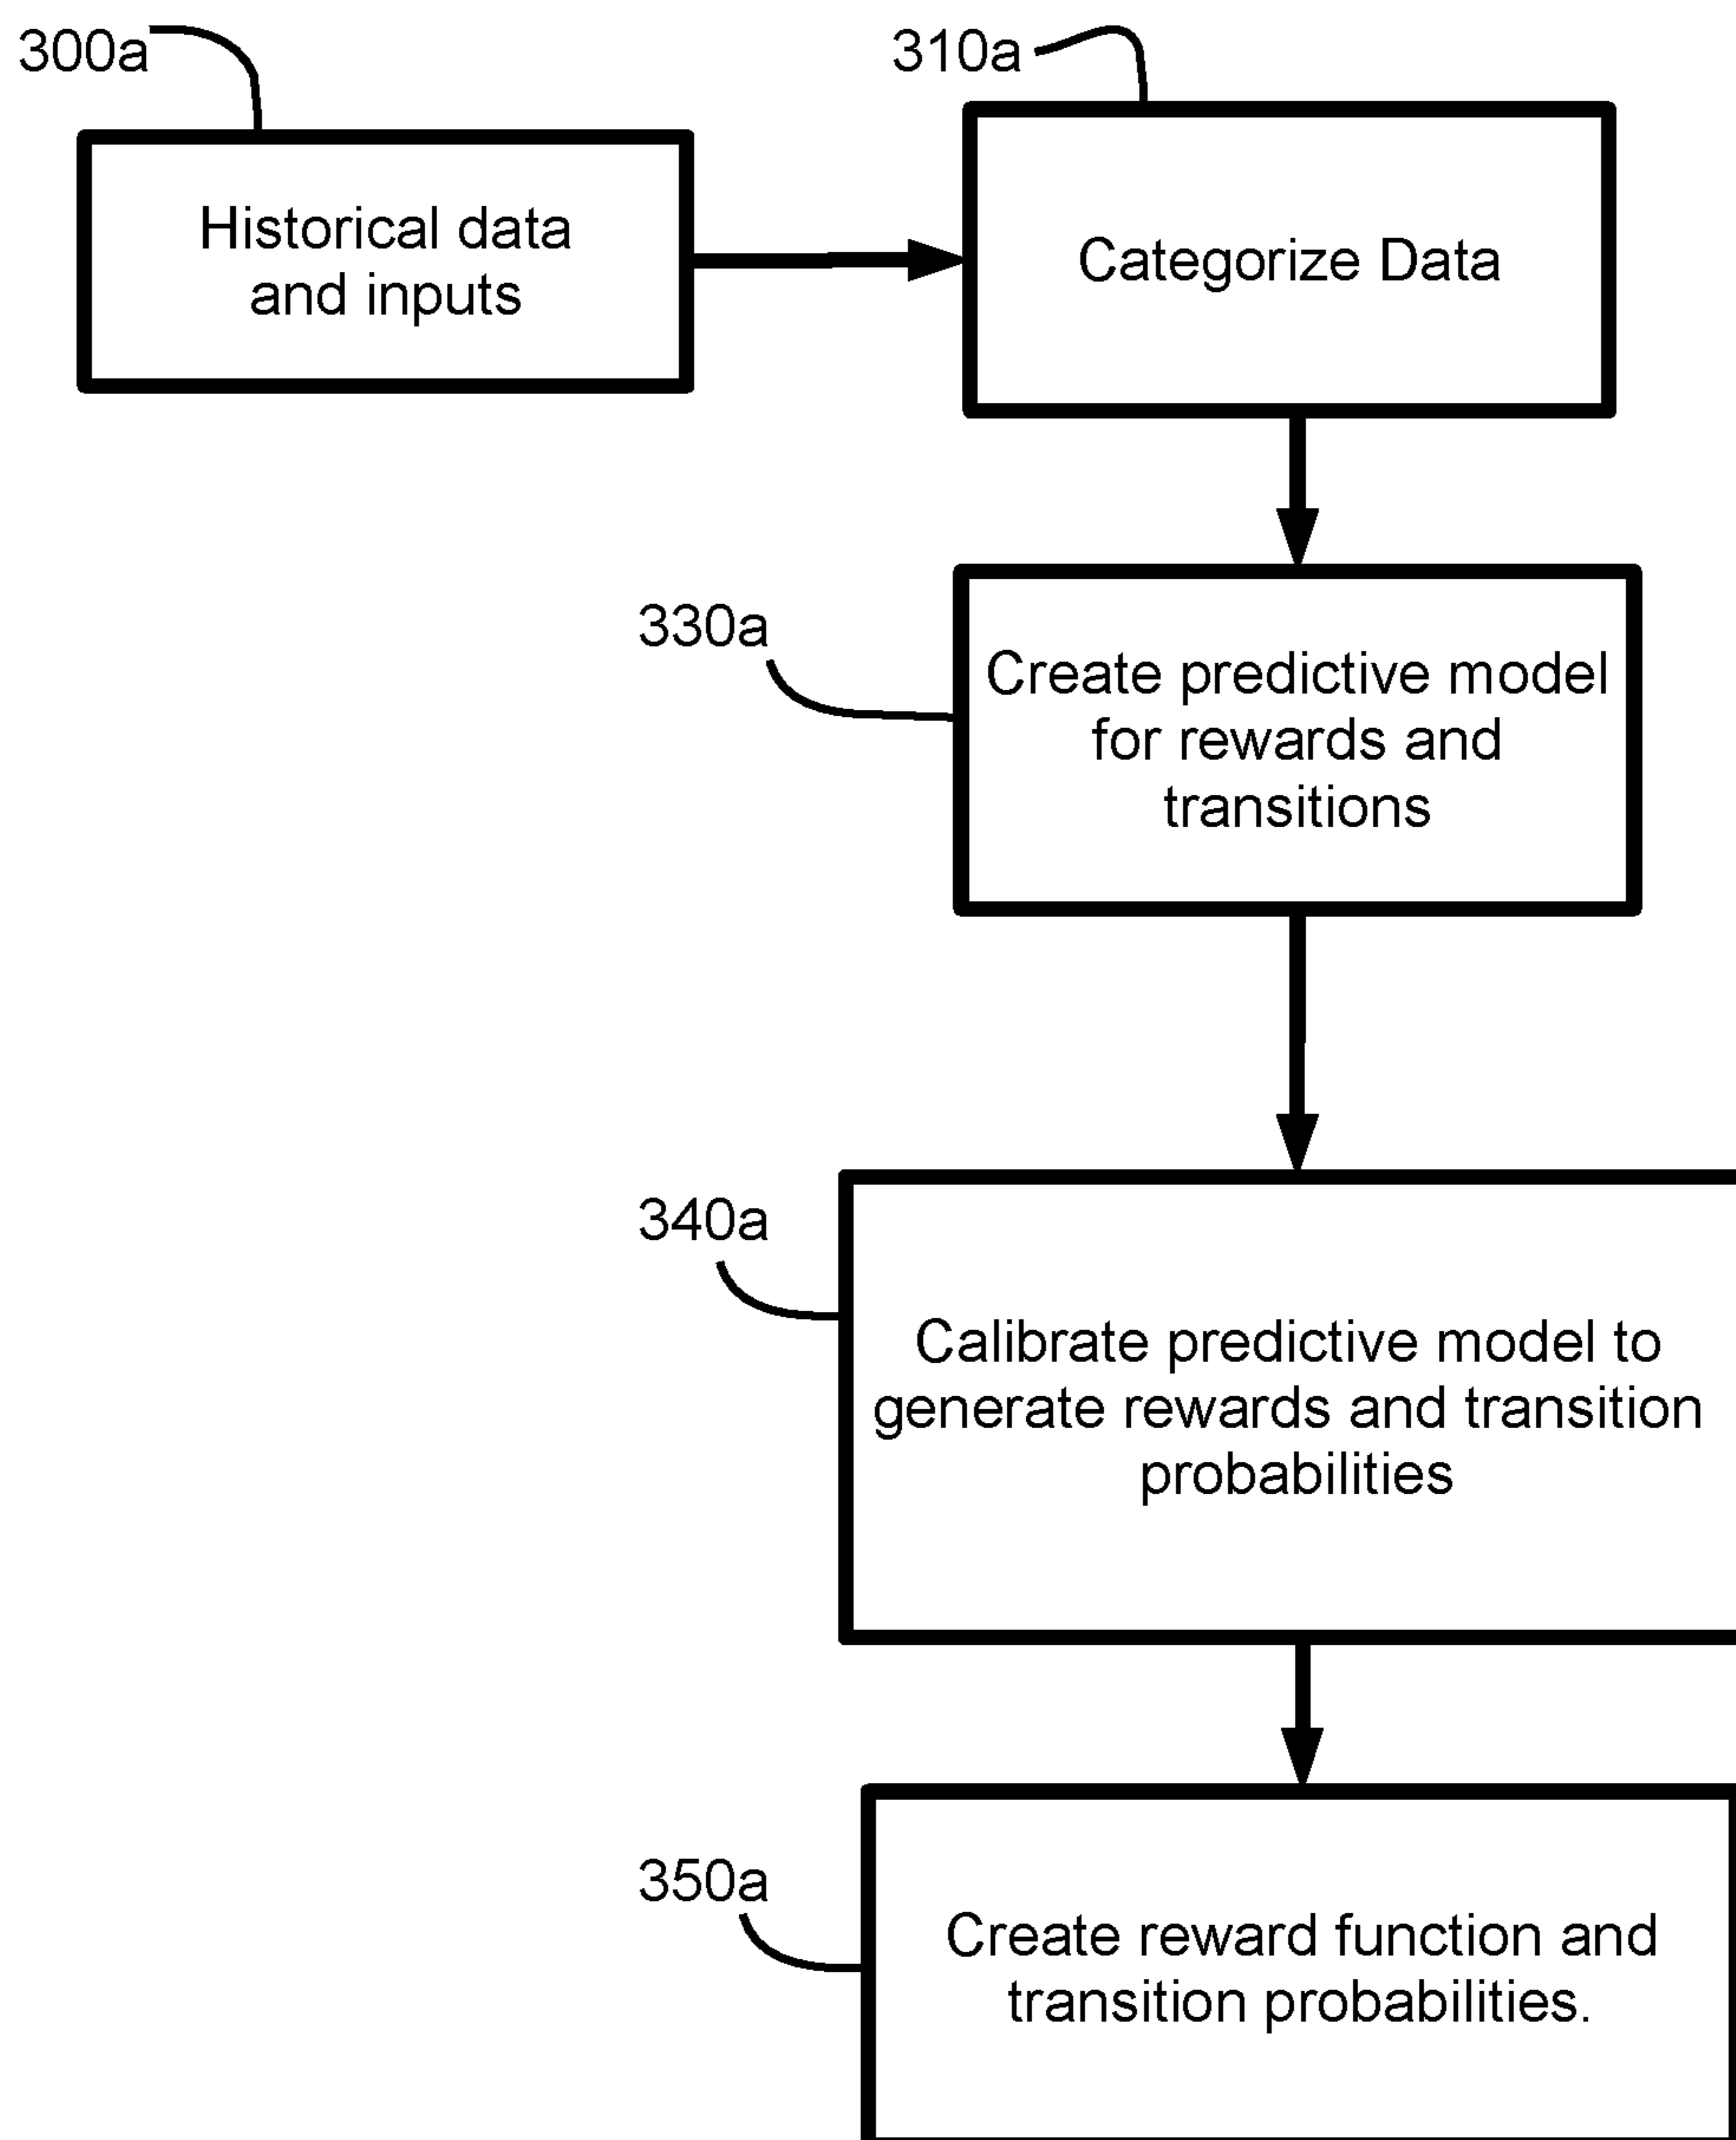 300a
310a
Historical data
and inputs
Categorize Data
330a
Create predictive model
for rewards and
transitions
340a
Calibrate predictive model to
generate rewards and transition
probabilities
350a
Create reward function and
transition probabilities.